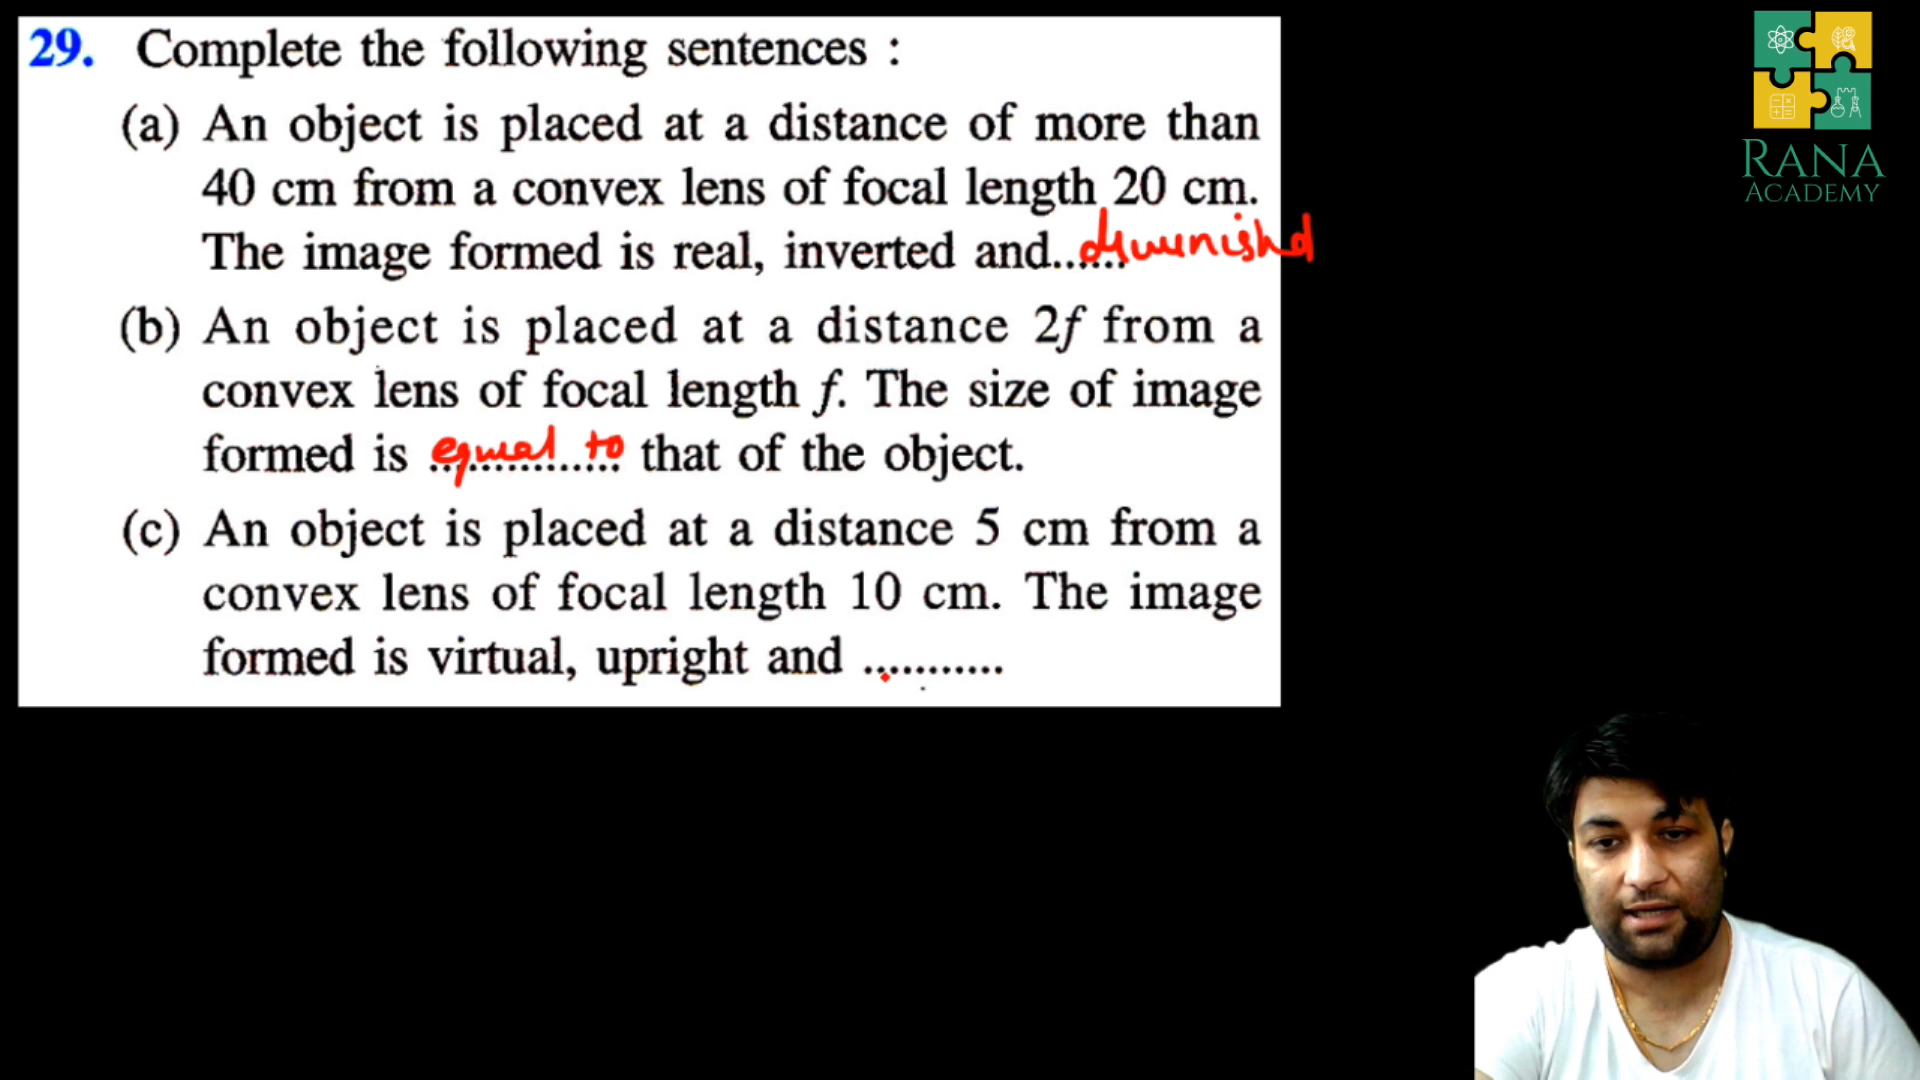 29. Complete the following sentences :
(a) An object is placed at a distance of more than
40 cm from a convex lens of focal length 20 cm.
The image formed is real, inverted and...... diminished
(b) An object is placed at a distance 2f from a
convex lens of focal length f. The size of image
formed is equal to that of the object.
(c) An object is placed at a distance 5 cm from a
convex lens of focal length 10 cm. The image
formed is virtual, upright and ...........
RANA
ACADEMY